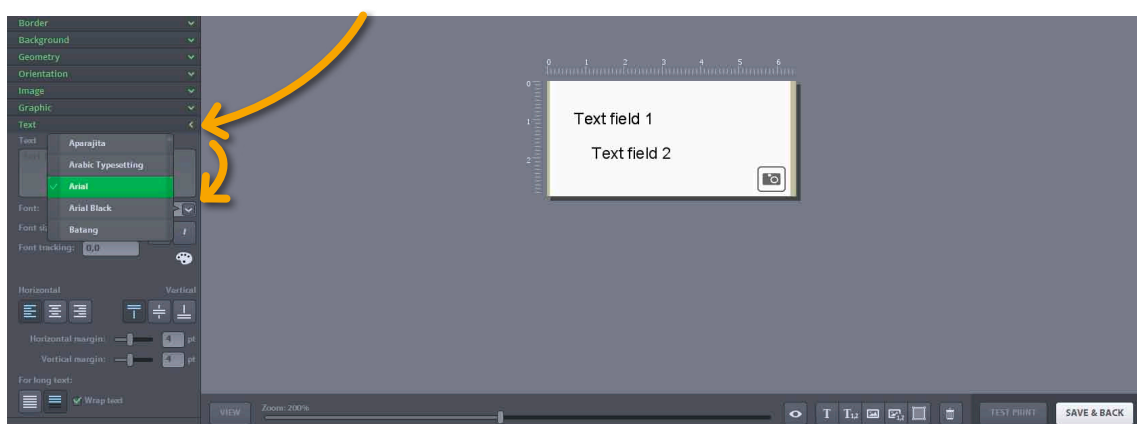 Border
Background
Geometry
Orientation
Image
Graphic
Text
Text
Aparajita
Arabic Typesetting
Arial
Arial Black
Batang
Font:
Font
Font tracking: 0,0
Horizontal Vertical
Horizontal margin: 4 pt
Vertical margin: 4 pt
For long text:
Wrap text
0 1 2 3 4 5 6
0
1
2
Text field 1
Text field 2
VIEW
Zoom: 200%
T T1,2
TEST PRINT
SAVE & BACK